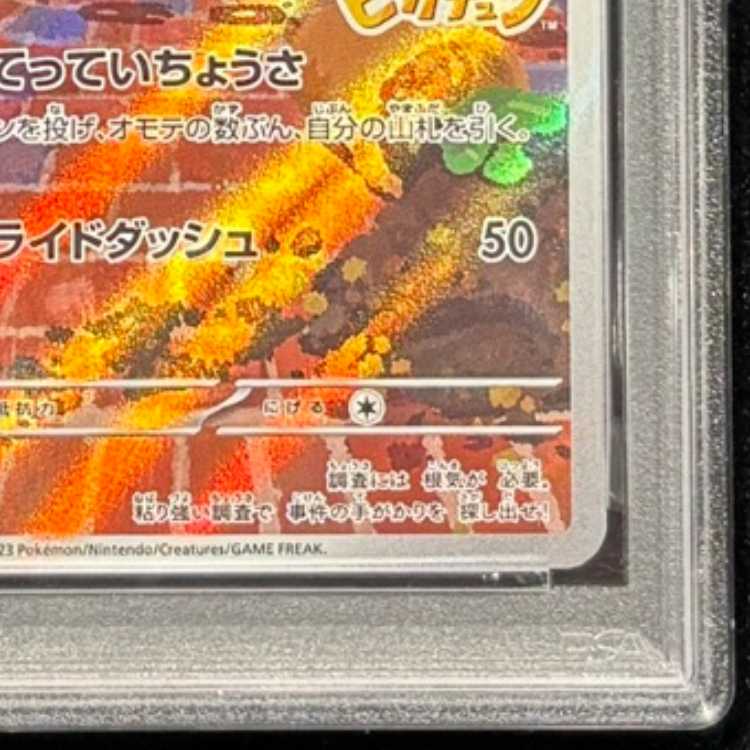 ピカチュウ™
てっていちょうさ
ンを投げ、オモテの数ぶん、自分の山札を引く。
ライドダッシュ 50
抵抗力 にげる
調査には 根気が 必要。
粘り強い 調査で 事件の手がかりを 探し出せ!
23 Pokémon/Nintendo/Creatures/GAME FREAK.
PSA